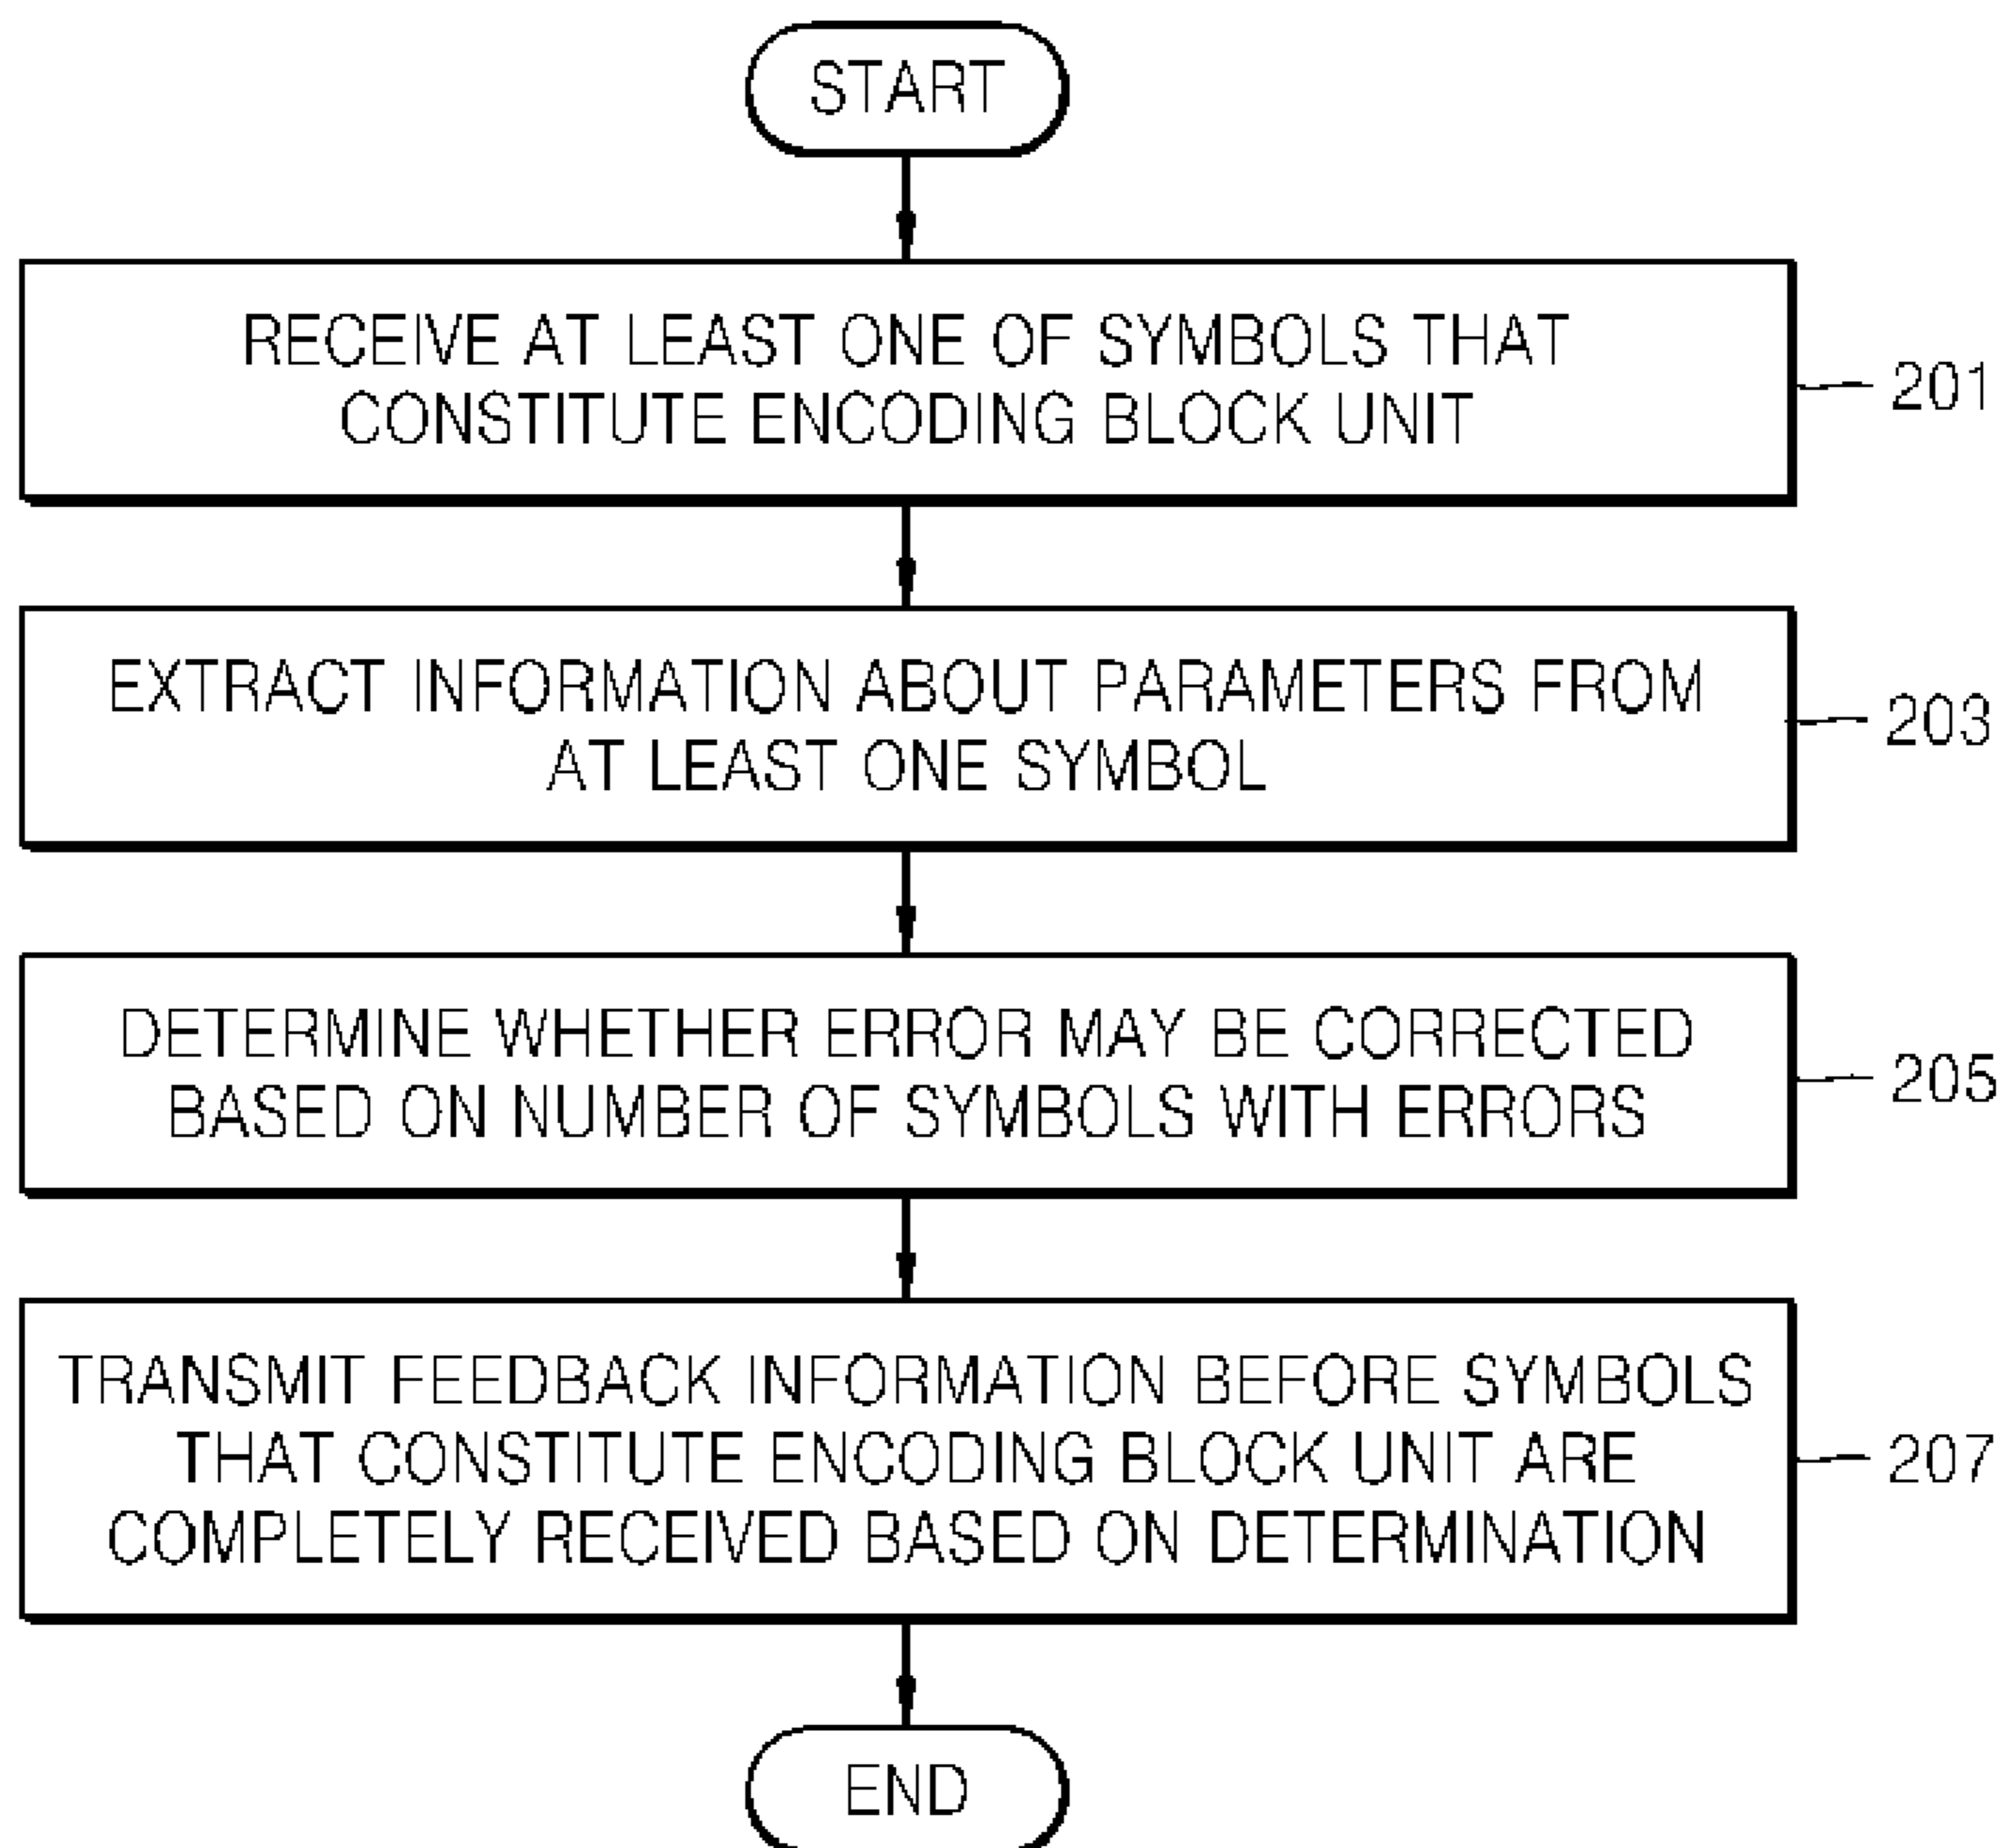 START
RECEIVE AT LEAST ONE OF SYMBOLS THAT
CONSTITUTE ENCODING BLOCK UNIT
201
EXTRACT INFORMATION ABOUT PARAMETERS FROM
AT LEAST ONE SYMBOL
203
DETERMINE WHETHER ERROR MAY BE CORRECTED
BASED ON NUMBER OF SYMBOLS WITH ERRORS
205
TRANSMIT FEEDBACK INFORMATION BEFORE SYMBOLS
THAT CONSTITUTE ENCODING BLOCK UNIT ARE
COMPLETELY RECEIVED BASED ON DETERMINATION
207
END